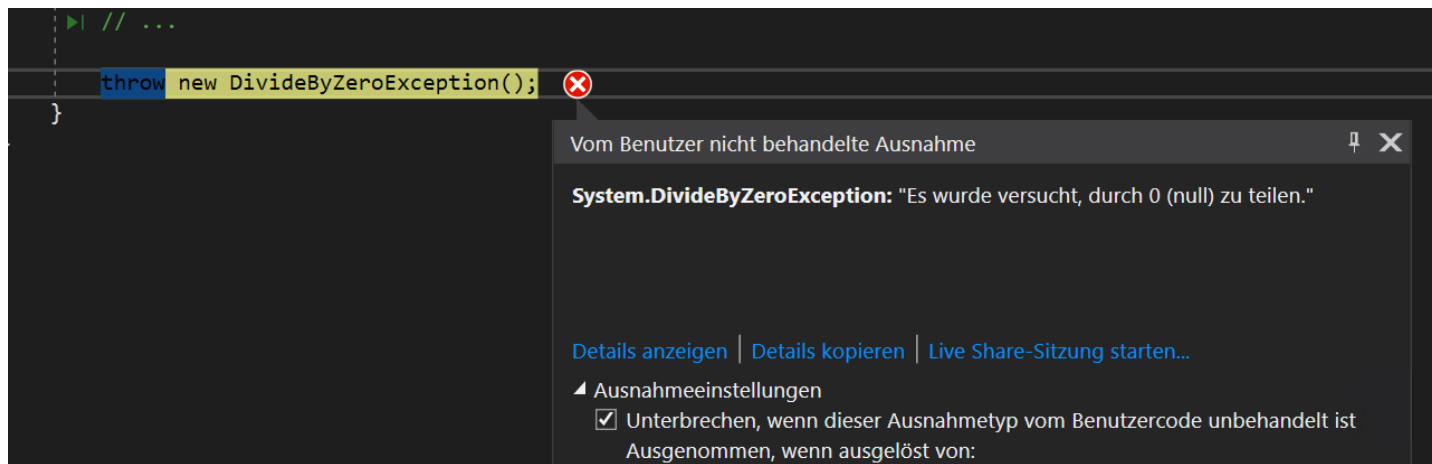 // ...
throw new DivideByZeroException();
}
Vom Benutzer nicht behandelte Ausnahme
System.DivideByZeroException: "Es wurde versucht, durch 0 (null) zu teilen."
Details anzeigen | Details kopieren | Live Share-Sitzung starten...
Ausnahmeeinstellungen
Unterbrechen, wenn dieser Ausnahmetyp vom Benutzercode unbehandelt ist
Ausgenommen, wenn ausgelöst von: